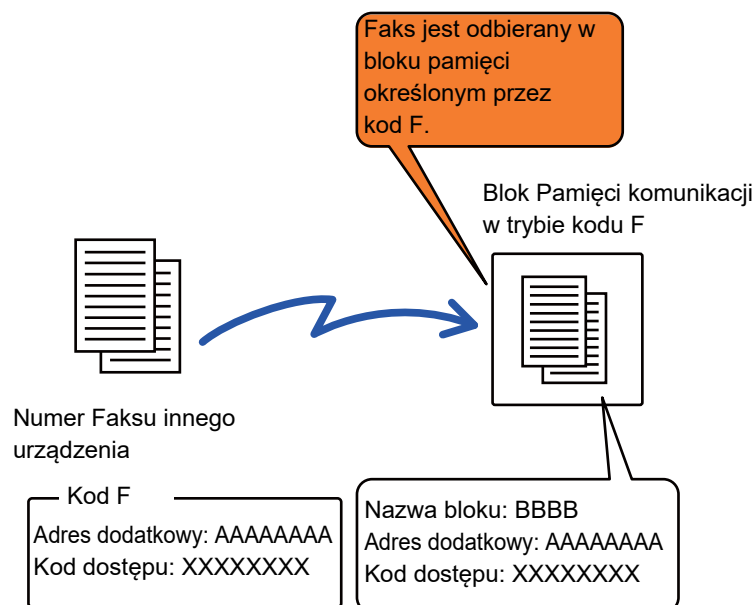 Faks jest odbierany w
bloku pamięci
określonym przez
kod F.
Blok Pamięci komunikacji
w trybie kodu F
Numer Faksu innego
urządzenia
Kod F
Adres dodatkowy: AAAAAAAA
Kod dostępu: XXXXXXXX
Nazwa bloku: BBBB
Adres dodatkowy: AAAAAAAA
Kod dostępu: XXXXXXXX